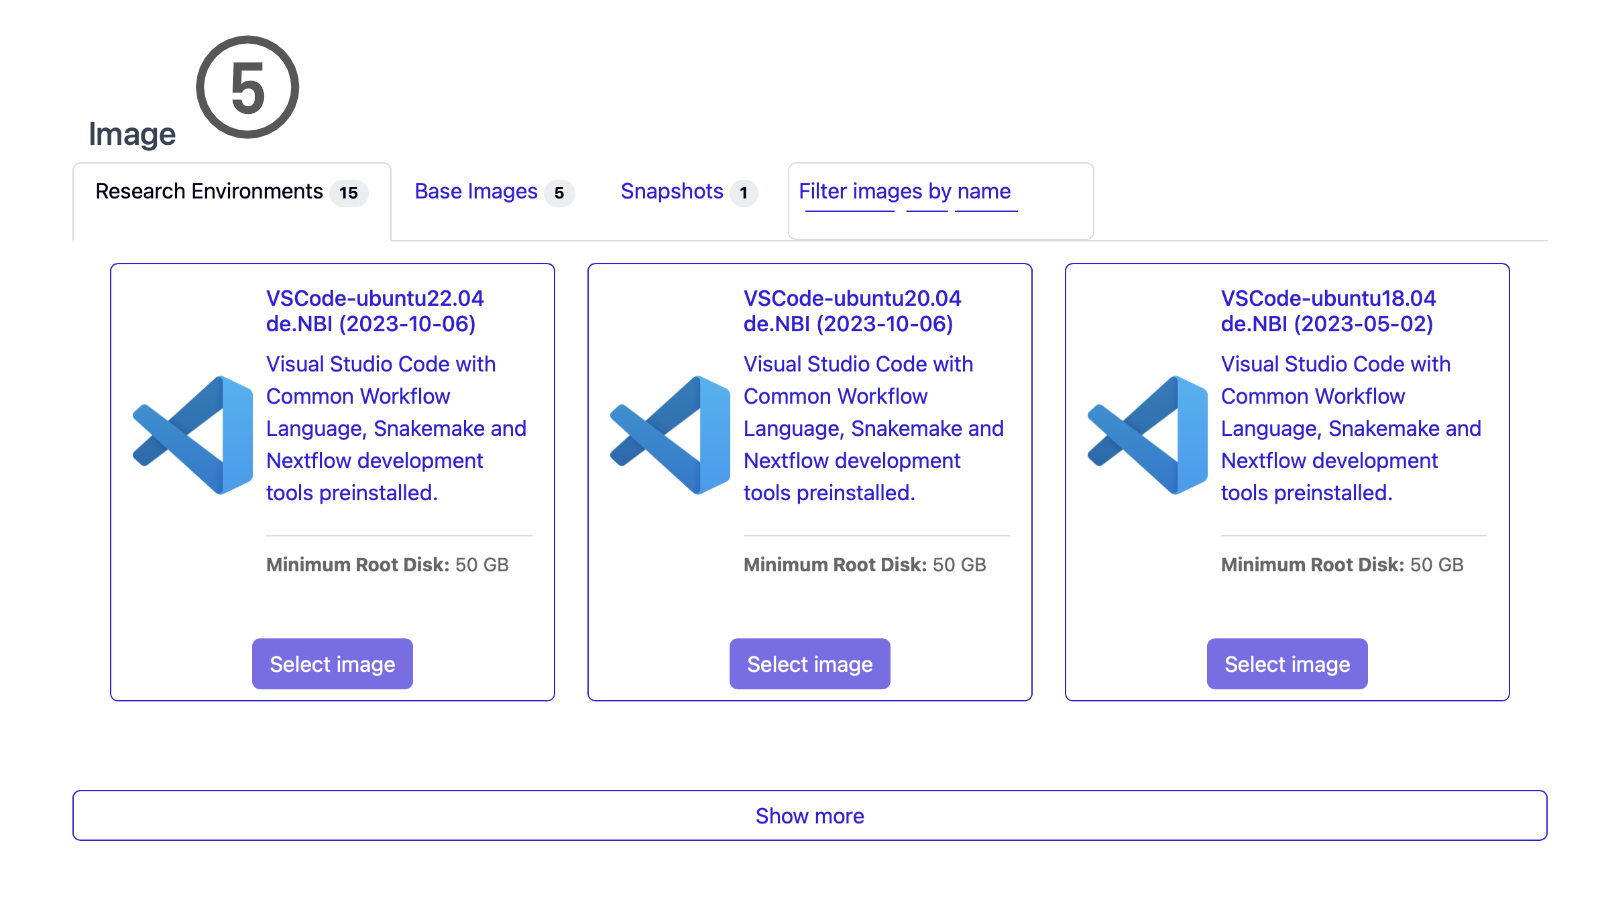 5
Image
Research Environments 15 Base Images 5 Snapshots 1 Filter images by name
VSCode-ubuntu22.04
de.NBI (2023-10-06)
Visual Studio Code with
Common Workflow
Language, Snakemake and
Nextflow development
tools preinstalled.
Minimum Root Disk: 50 GB
Select image
VSCode-ubuntu20.04
de.NBI (2023-10-06)
Visual Studio Code with
Common Workflow
Language, Snakemake and
Nextflow development
tools preinstalled.
Minimum Root Disk: 50 GB
Select image
VSCode-ubuntu18.04
de.NBI (2023-05-02)
Visual Studio Code with
Common Workflow
Language, Snakemake and
Nextflow development
tools preinstalled.
Minimum Root Disk: 50 GB
Select image
Show more